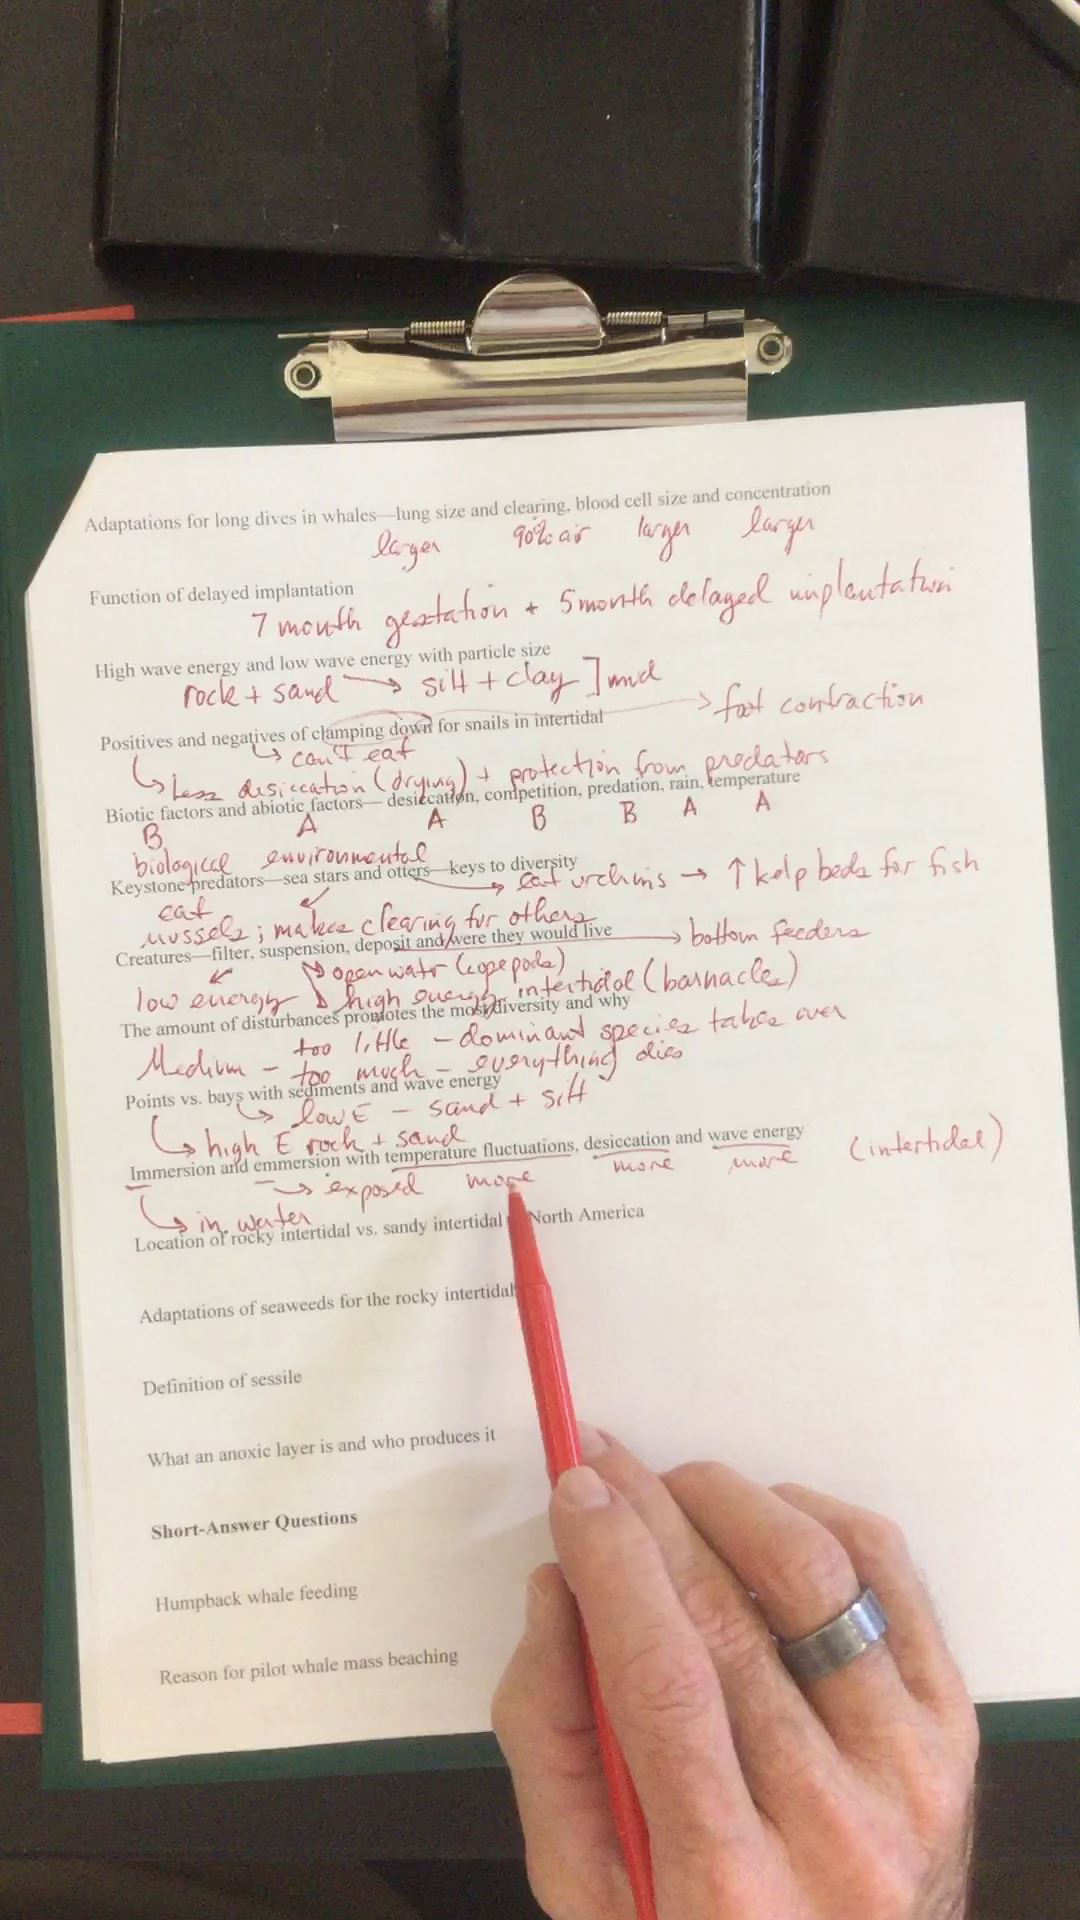 Adaptations for long dives in whales—lung size and clearing, blood cell size and concentration
larger 90% air larger larger
Function of delayed implantation
7 month gestation + 5 month delayed implantation
High wave energy and low wave energy with particle size
rock + sand → silt + clay ] mud
Positives and negatives of clamping down for snails in intertidal → foot contraction
↳ can't eat
↳ Less desiccation (drying) + protection from predators
Biotic factors and abiotic factors— desiccation, competition, predation, rain, temperature
B A A B B A A
biological environmental
Keystone predators—sea stars and otters—keys to diversity
→ eat urchins → ↑ kelp beds for fish
eat
mussels; makes clearing for others
Creatures—filter, suspension, deposit and were they would live → bottom feeders
open water (copepods)
low energy high energy intertidal (barnacles)
The amount of disturbances promotes the most diversity and why
too little – dominant species takes over
Medium – too much – everything dies
Points vs. bays with sediments and wave energy
↳ low E – sand + silt
↳ high E rock + sand
Immersion and emmersion with temperature fluctuations, desiccation and wave energy (intertidal)
→ exposed more more more
↳ in water
Location of rocky intertidal vs. sandy intertidal North America
Adaptations of seaweeds for the rocky intertidal
Definition of sessile
What an anoxic layer is and who produces it
Short-Answer Questions
Humpback whale feeding
Reason for pilot whale mass beaching